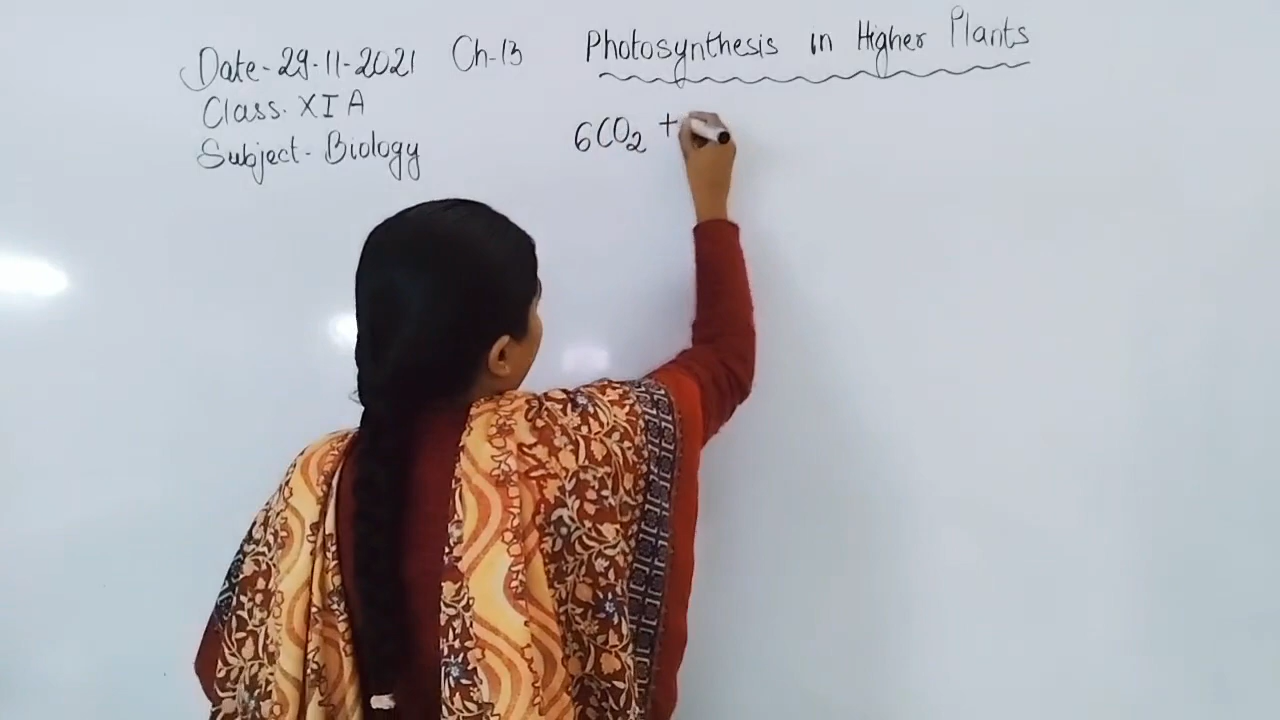 Date-29-11-2021 Ch-13 Photosynthesis in Higher Plants
Class. XI A
Subject- Biology
6CO₂ +